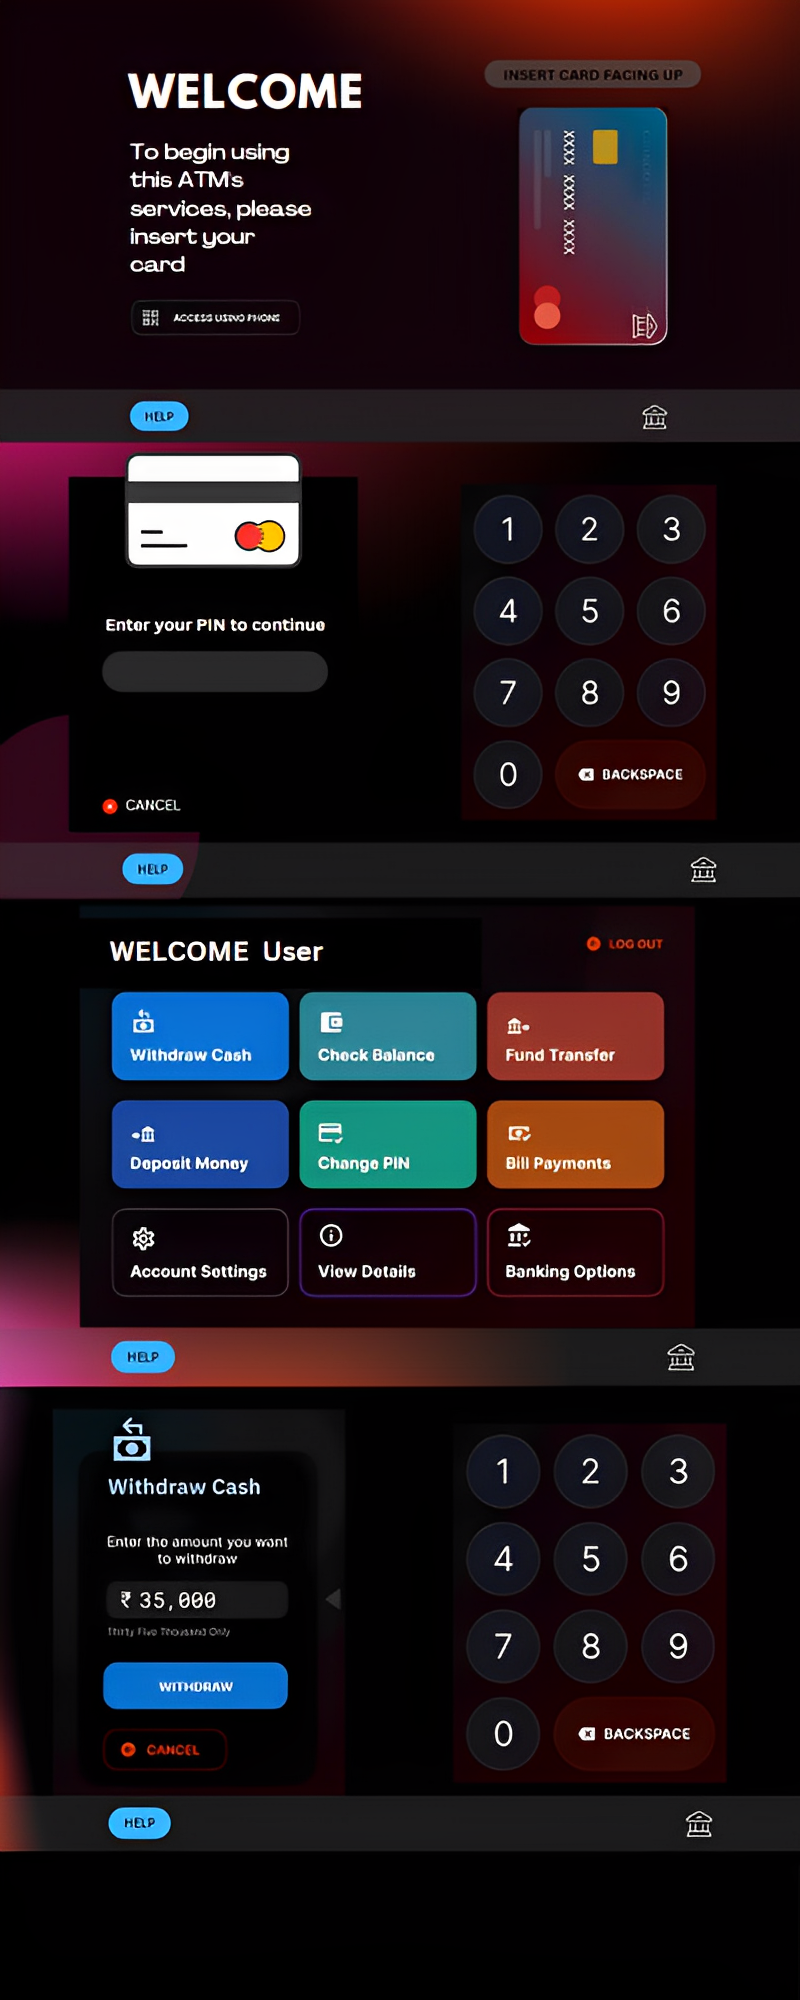 WELCOME
INSERT CARD FACING UP
To begin using
this ATM's
services, please
insert your
card
XXXX XXXX XXXX
ACCESS USING PHONE
HELP
Enter your PIN to continue
CANCEL
1 2 3
4 5 6
7 8 9
0 BACKSPACE
HELP
WELCOME User
LOG OUT
Withdraw Cash
Check Balance
Fund Transfer
Deposit Money
Change PIN
Bill Payments
Account Settings
View Details
Banking Options
HELP
Withdraw Cash
Enter the amount you want
to withdraw
₹ 35,000
Thirty Five Thousand Only
WITHDRAW
CANCEL
1 2 3
4 5 6
7 8 9
0 BACKSPACE
HELP